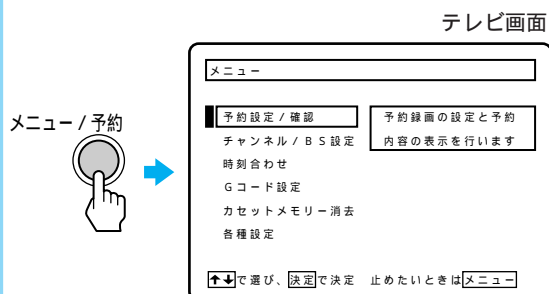 テレビ画面
メニュー
メニュー / 予約
予約設定 / 確認
チャンネル / BS設定
時刻合わせ
Gコード設定
カセットメモリー消去
各種設定
予約録画の設定と予約
内容の表示を行います
↑↓で選び、決定で決定 止めたいときはメニュー